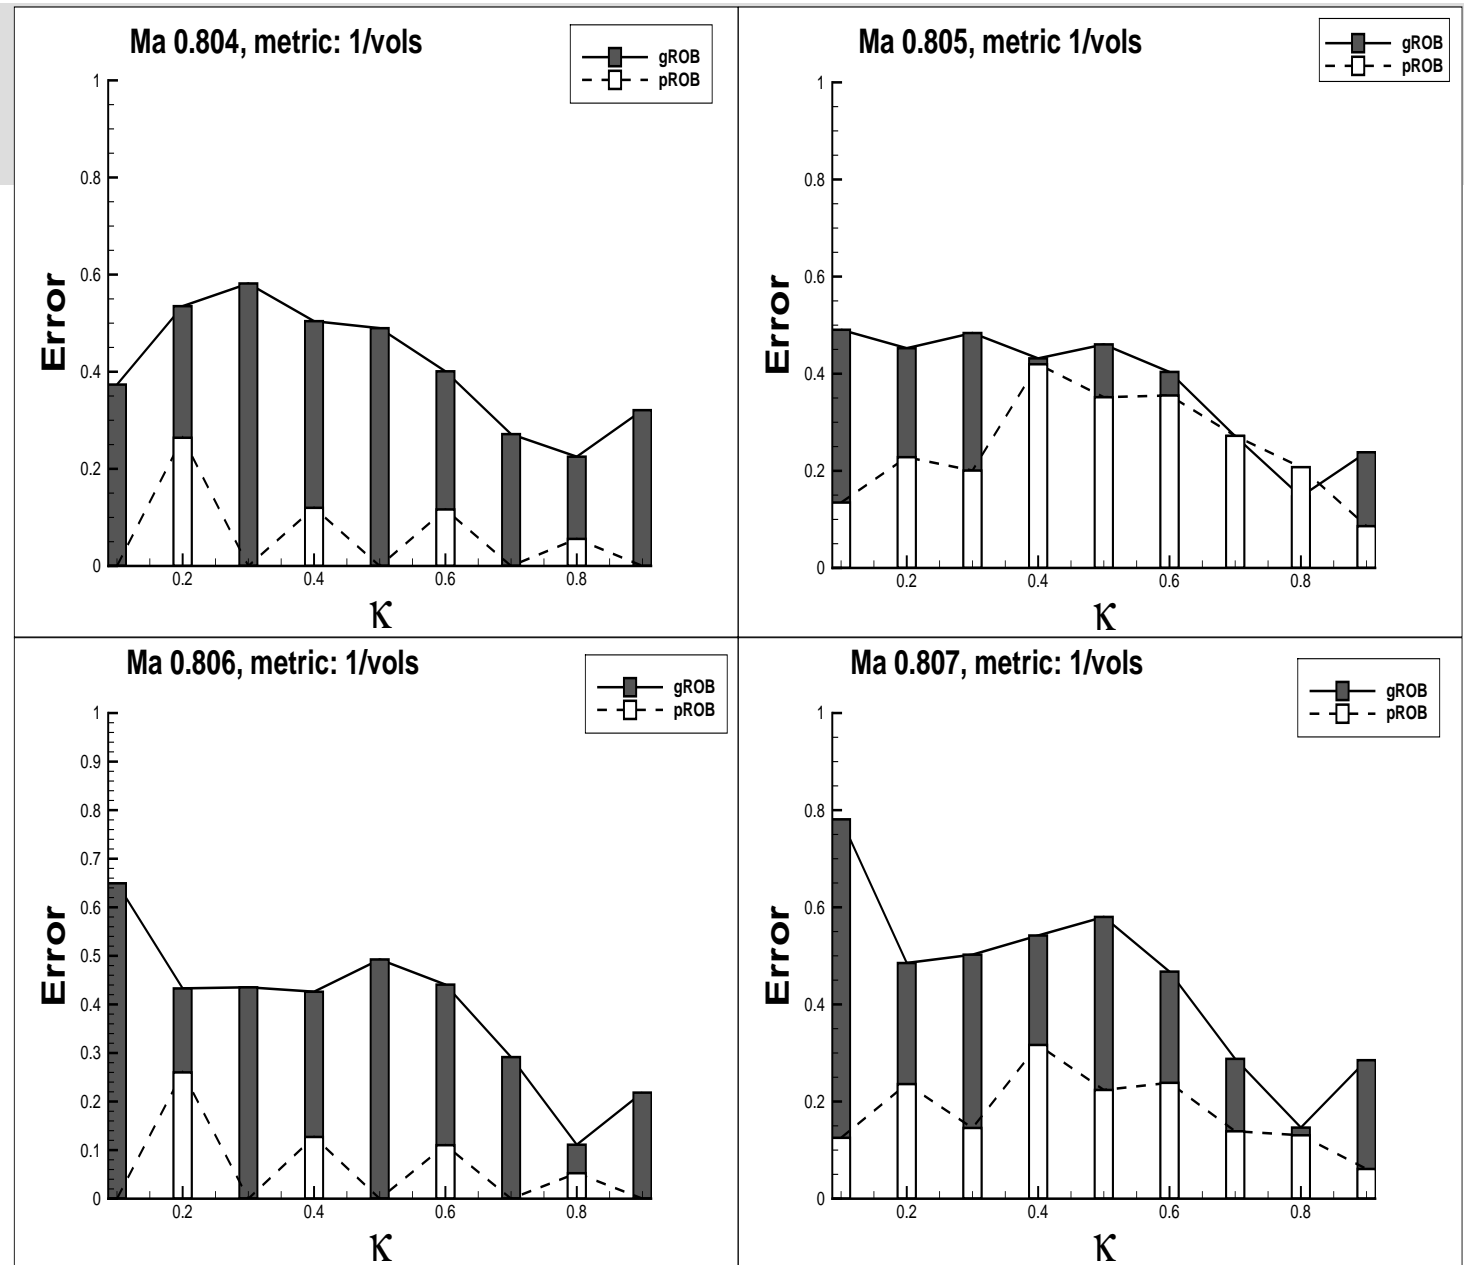 Ma 0.804, metric: 1/vols
gROB
pROB
1
0.8
0.6
0.4
0.2
0
Error
0.2 0.4 0.6 0.8
κ
Ma 0.805, metric 1/vols
gROB
pROB
1
0.8
0.6
0.4
0.2
0
Error
0.2 0.4 0.6 0.8
κ
Ma 0.806, metric: 1/vols
gROB
pROB
1
0.9
0.8
0.7
0.6
0.5
0.4
0.3
0.2
0.1
0
Error
0.2 0.4 0.6 0.8
κ
Ma 0.807, metric: 1/vols
gROB
pROB
1
0.8
0.6
0.4
0.2
0
Error
0.2 0.4 0.6 0.8
κ